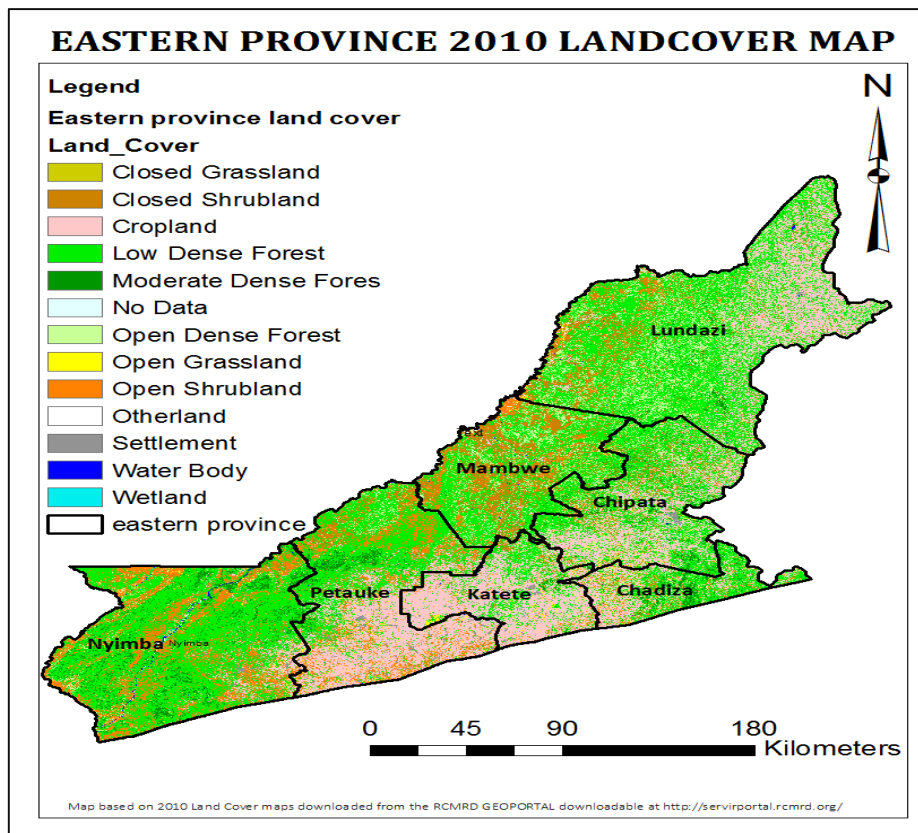 EASTERN PROVINCE 2010 LANDCOVER MAP
Legend
Eastern province land cover
Land_Cover
Closed Grassland
Closed Shrubland
Cropland
Low Dense Forest
Moderate Dense Fores
No Data
Open Dense Forest
Open Grassland
Open Shrubland
Otherland
Settlement
Water Body
Wetland
eastern province
N
Lundazi
Mambwe
Chipata
Petauke
Katete
Chadiza
Nyimba Nyimba
0 45 90 180
Kilometers
Map based on 2010 Land Cover maps downloaded from the RCMRD GEOPORTAL downloadable at http://servirportal.rcmrd.org/